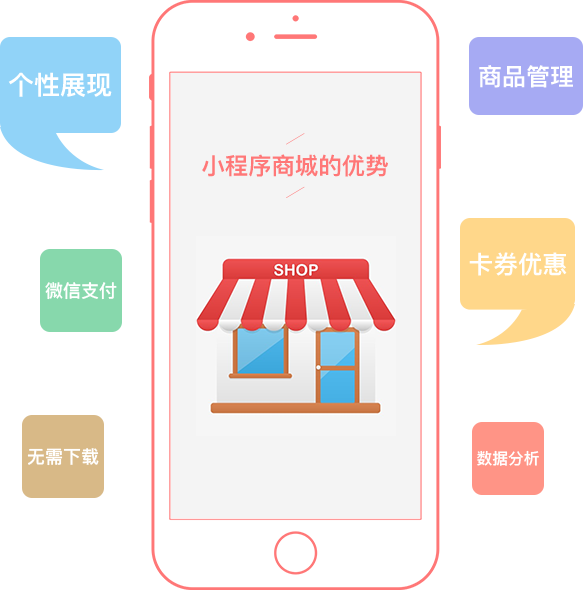 个性展现
商品管理
小程序商城的优势
卡券优惠
SHOP
微信支付
无需下载
数据分析